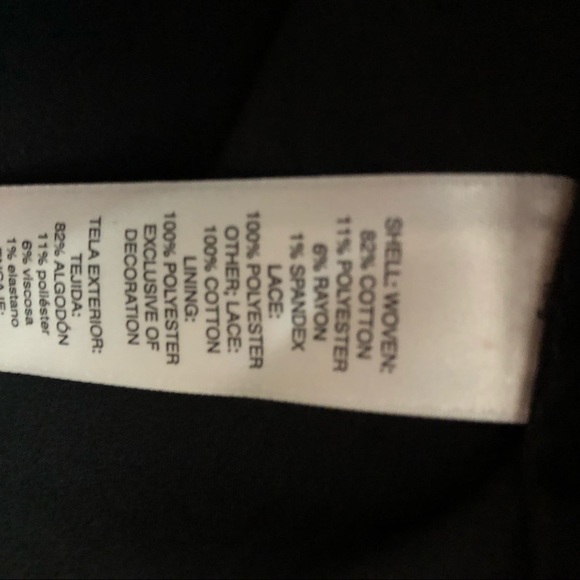 SHELL: WOVEN:
82% COTTON
11% POLYESTER
6% RAYON
1% SPANDEX
LACE:
100% POLYESTER
OTHER; LACE:
100% COTTON
LINING:
100% POLYESTER
EXCLUSIVE OF
DECORATION
TELA EXTERIOR:
TEJIDA:
82% ALGODÓN
11% poliéster
6% viscosa
1% elastano